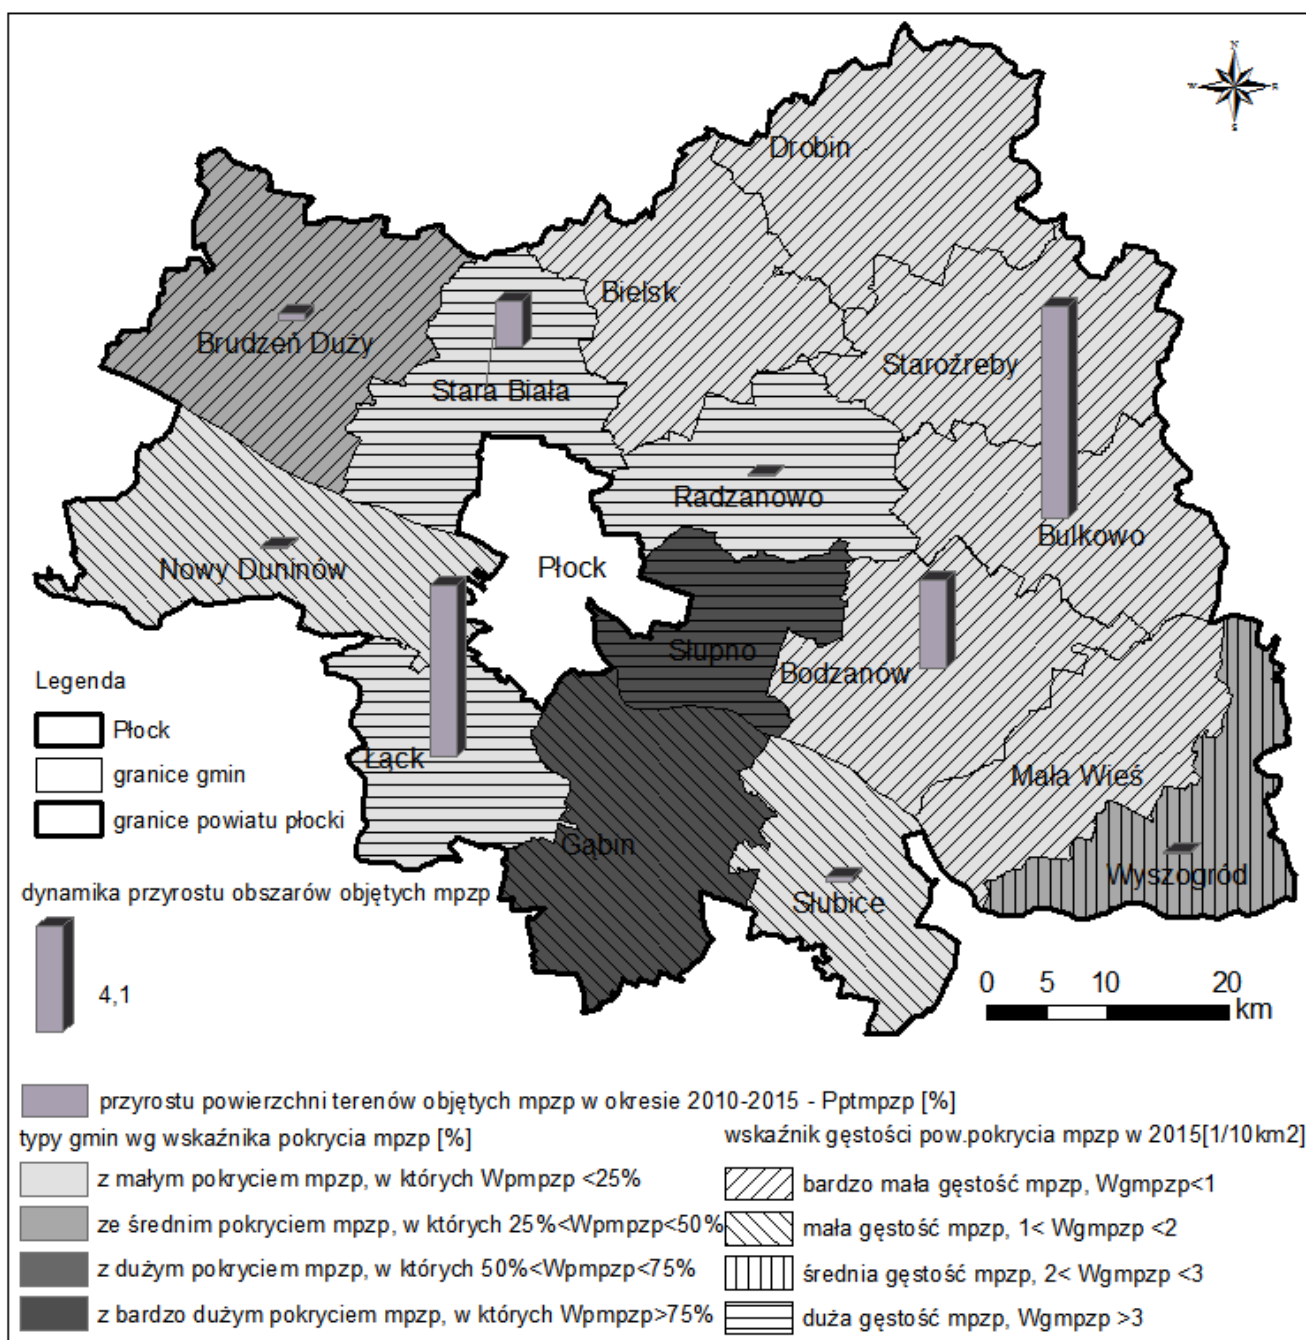 N
W
E
S
Drobin
Bielsk
Brudzeń Duży
Stara Biała
Staroźreby
Radzanowo
Bulkowo
Nowy Duninów
Płock
Słupno
Bodzanów
Łąck
Mała Wieś
Gąbin
Słubice
Wyszogród
Legenda
Płock
granice gmin
granice powiatu płocki
dynamika przyrostu obszarów objętych mpzp
4,1
0 5 10 20
km
przyrostu powierzchni terenów objętych mpzp w okresie 2010-2015 - Pptmpzp [%]
typy gmin wg wskaźnika pokrycia mpzp [%]
z małym pokryciem mpzp, w których Wpmpzp <25%
ze średnim pokryciem mpzp, w których 25%<Wpmpzp<50%
z dużym pokryciem mpzp, w których 50%<Wpmpzp<75%
z bardzo dużym pokryciem mpzp, w których Wpmpzp>75%
wskaźnik gęstości pow.pokrycia mpzp w 2015[1/10km2]
bardzo mała gęstość mpzp, Wgmpzp<1
mała gęstość mpzp, 1< Wgmpzp <2
średnia gęstość mpzp, 2< Wgmpzp <3
duża gęstość mpzp, Wgmpzp >3